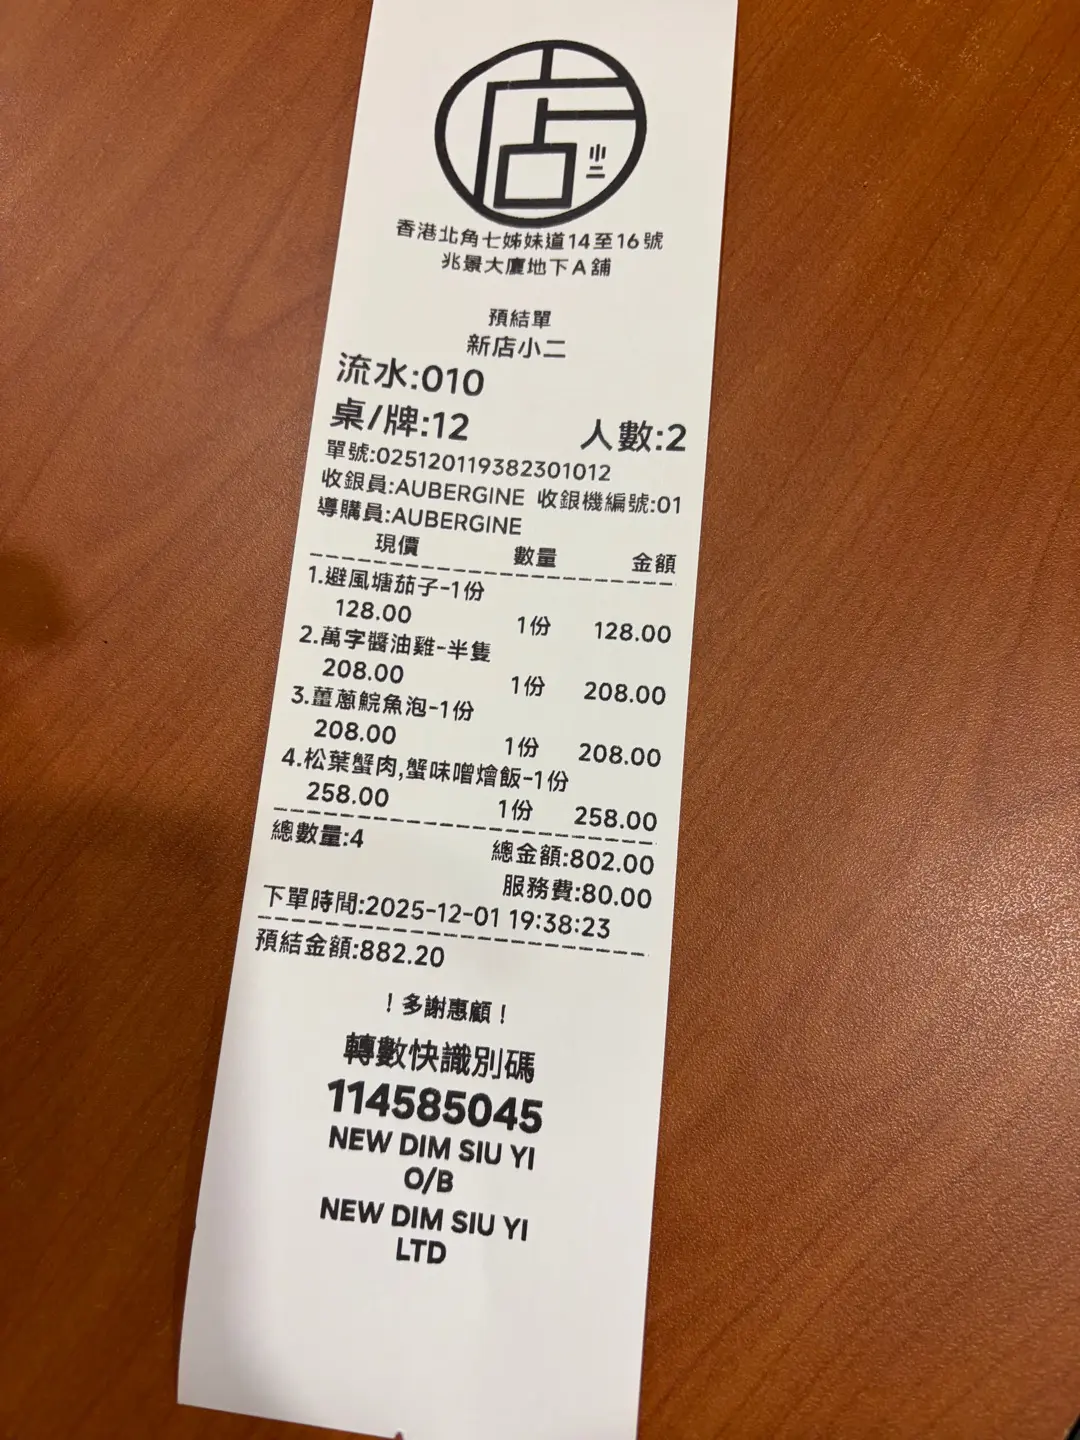 店小二
香港北角七姊妹道14至16號
兆景大廈地下A舖
預結單
新店小二
流水:010
桌/牌:12 人數:2
單號:025120119382301012
收銀員:AUBERGINE 收銀機編號:01
導購員:AUBERGINE
現價 數量 金額
1.避風塘茄子-1份
128.00 1份 128.00
2.萬字醬油雞-半隻
208.00 1份 208.00
3.薑蔥鯇魚泡-1份
208.00 1份 208.00
4.松葉蟹肉,蟹味噌燴飯-1份
258.00 1份 258.00
總數量:4 總金額:802.00
服務費:80.00
下單時間:2025-12-01 19:38:23
預結金額:882.20
！多謝惠顧！
轉數快識別碼
114585045
NEW DIM SIU YI
O/B
NEW DIM SIU YI
LTD